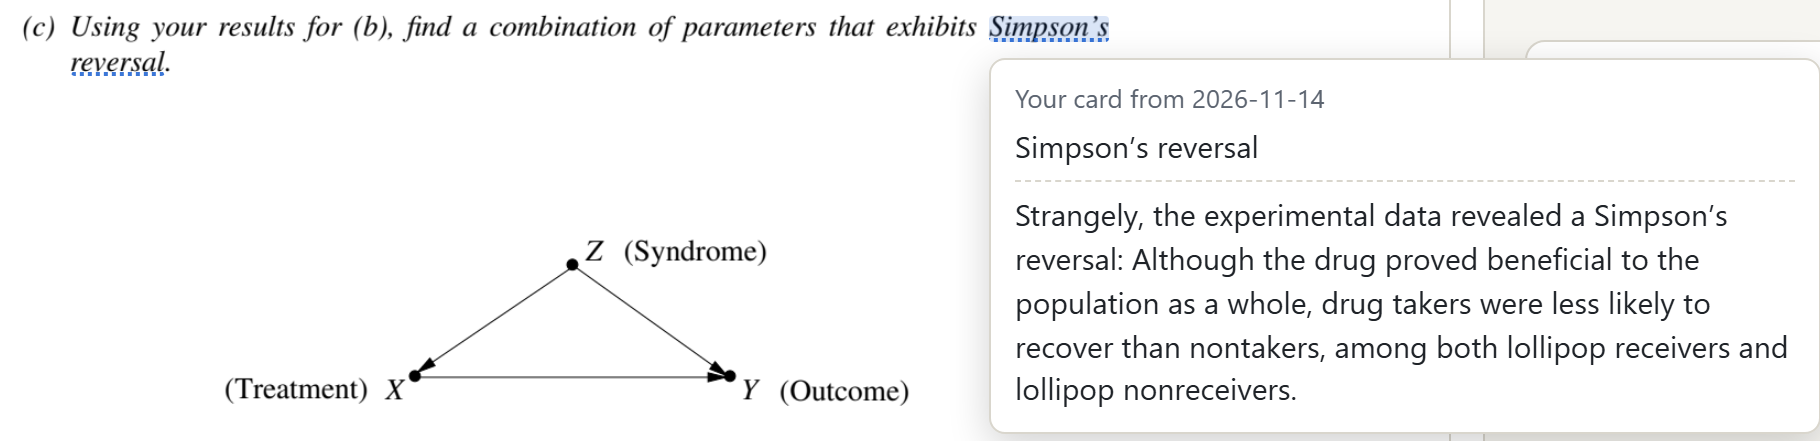 (c) Using your results for (b), find a combination of parameters that exhibits Simpson’s
reversal.
Your card from 2026-11-14
Simpson’s reversal
Strangely, the experimental data revealed a Simpson’s
reversal: Although the drug proved beneficial to the
population as a whole, drug takers were less likely to
recover than nontakers, among both lollipop receivers and
lollipop nonreceivers.
Z (Syndrome)
(Treatment) X
Y (Outcome)